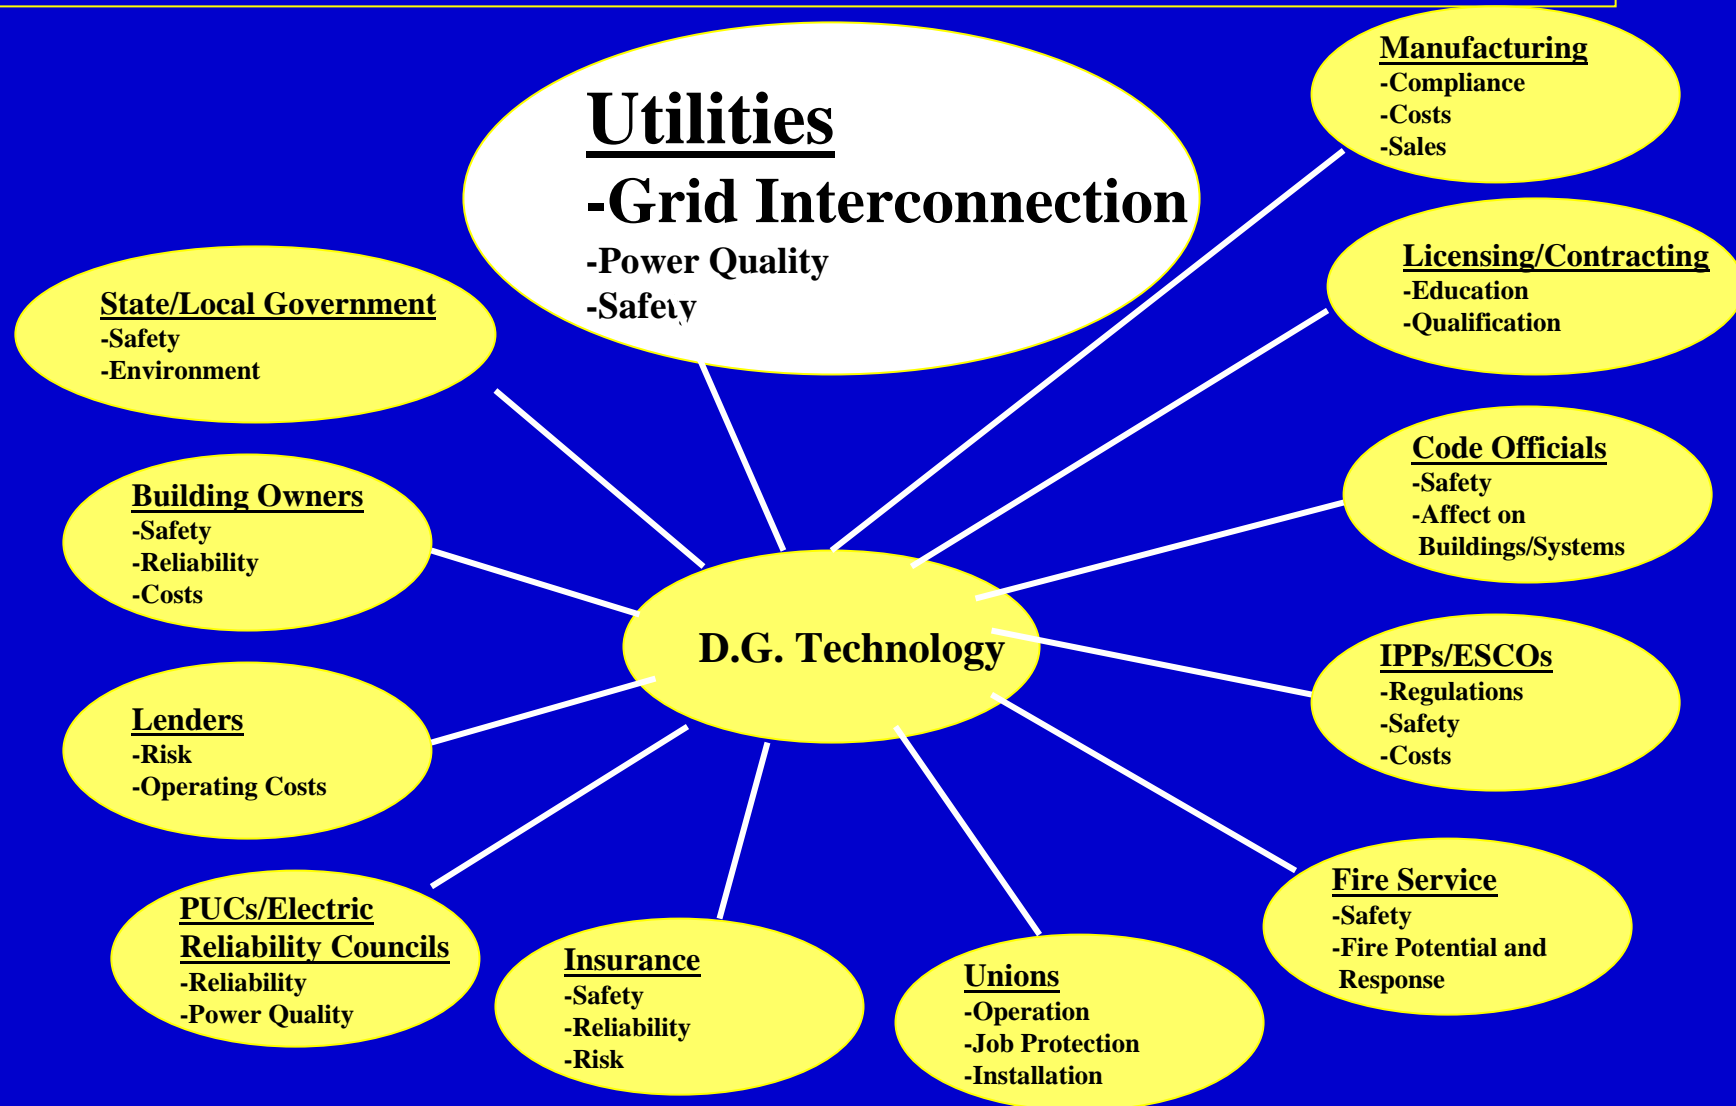 Utilities
-Grid Interconnection
-Power Quality
-Safety
Manufacturing
-Compliance
-Costs
-Sales
Licensing/Contracting
-Education
-Qualification
State/Local Government
-Safety
-Environment
Code Officials
-Safety
-Affect on
Buildings/Systems
Building Owners
-Safety
-Reliability
-Costs
D.G. Technology
IPPs/ESCOs
-Regulations
-Safety
-Costs
Lenders
-Risk
-Operating Costs
Fire Service
-Safety
-Fire Potential and
Response
PUCs/Electric
Reliability Councils
-Reliability
-Power Quality
Insurance
-Safety
-Reliability
-Risk
Unions
-Operation
-Job Protection
-Installation